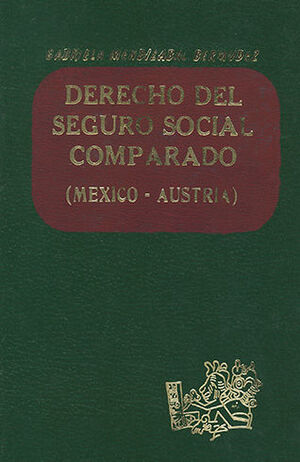 GABRIELA MENDIZABAL BERMUDEZ
DERECHO DEL
SEGURO SOCIAL
COMPARADO
(MEXICO - AUSTRIA)